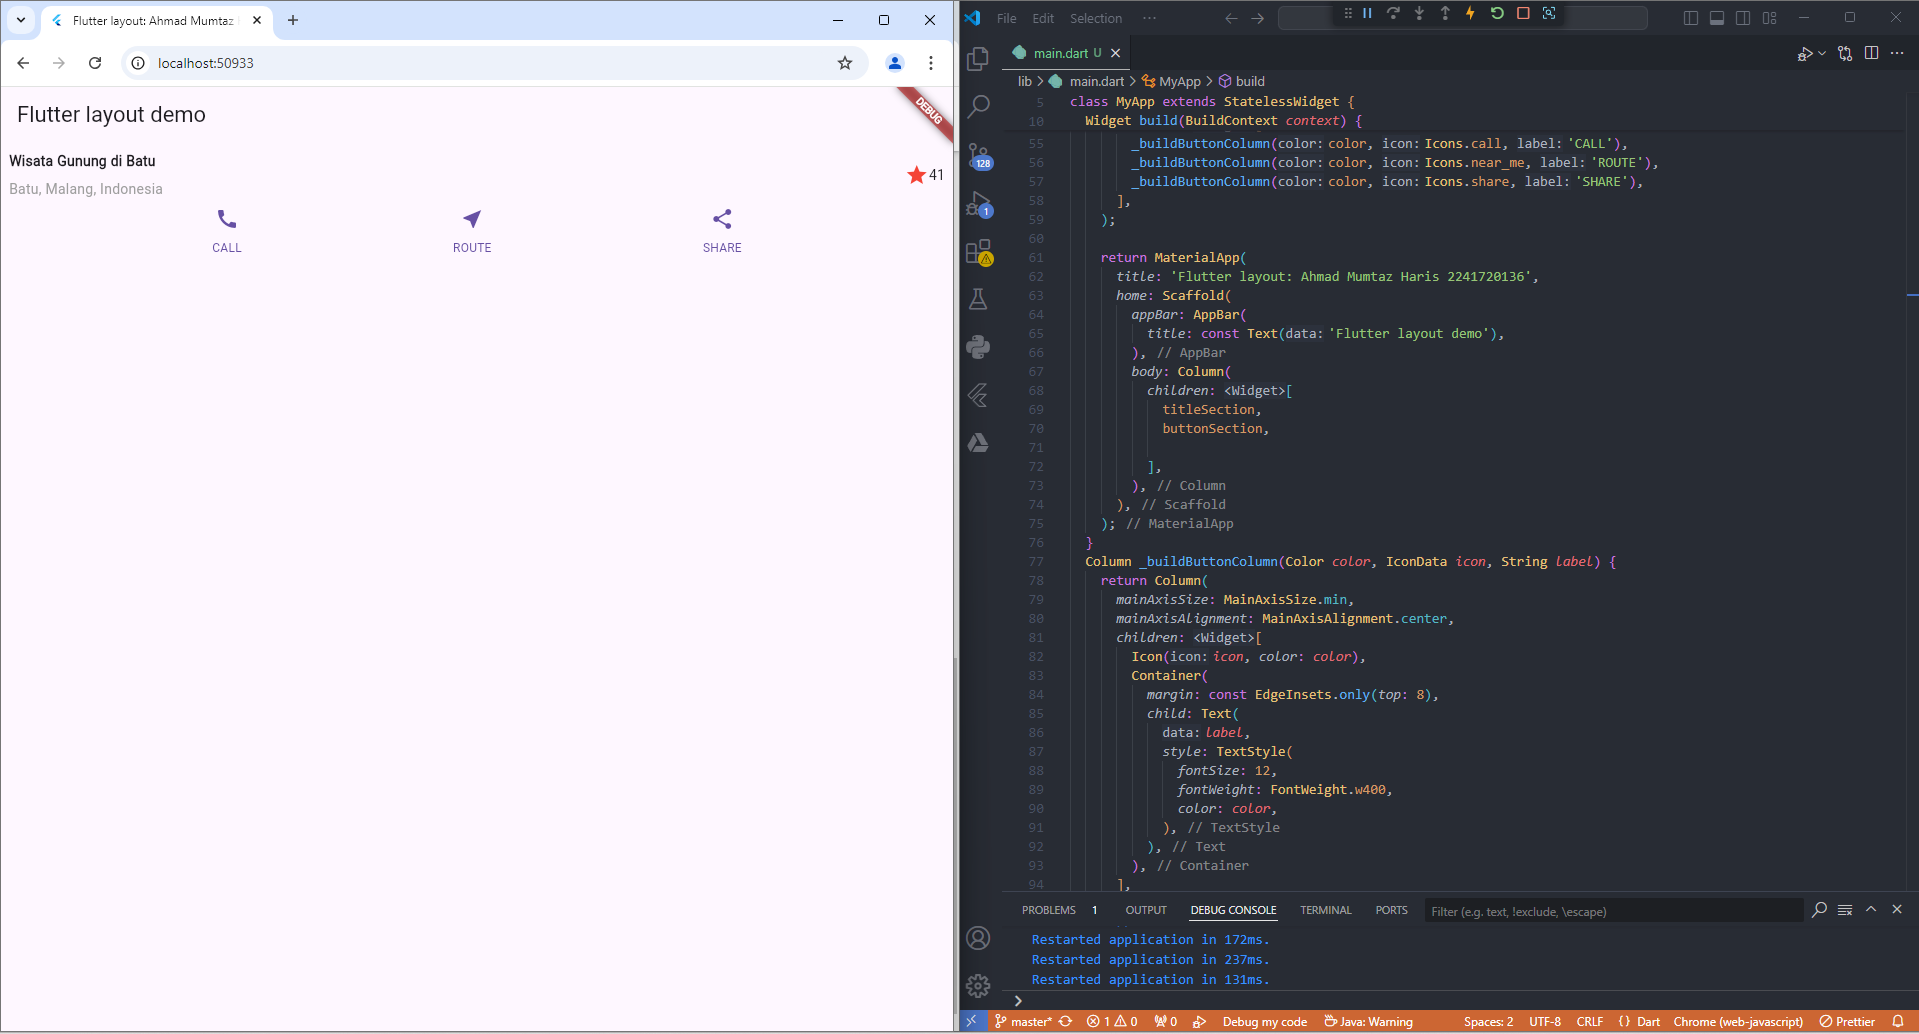 Flutter layout: Ahmad Mumtaz
localhost:50933
Flutter layout demo
DEBUG
Wisata Gunung di Batu
Batu, Malang, Indonesia
41
CALL
ROUTE
SHARE
File Edit Selection ···
main.dart U
lib > main.dart > MyApp > build
128
1
5 class MyApp extends StatelessWidget {
10 Widget build(BuildContext context) {
55 _buildButtonColumn(color: color, icon: Icons.call, label: 'CALL'),
56 _buildButtonColumn(color: color, icon: Icons.near_me, label: 'ROUTE'),
57 _buildButtonColumn(color: color, icon: Icons.share, label: 'SHARE'),
58 ],
59 );
60
61 return MaterialApp(
62 title: 'Flutter layout: Ahmad Mumtaz Haris 2241720136',
63 home: Scaffold(
64 appBar: AppBar(
65 title: const Text(data: 'Flutter layout demo'),
66 ), // AppBar
67 body: Column(
68 children: <Widget>[
69 titleSection,
70 buttonSection,
71
72 ],
73 ), // Column
74 ), // Scaffold
75 ); // MaterialApp
76 }
77 Column _buildButtonColumn(Color color, IconData icon, String label) {
78 return Column(
79 mainAxisSize: MainAxisSize.min,
80 mainAxisAlignment: MainAxisAlignment.center,
81 children: <Widget>[
82 Icon(icon: icon, color: color),
83 Container(
84 margin: const EdgeInsets.only(top: 8),
85 child: Text(
86 data: label,
87 style: TextStyle(
88 fontSize: 12,
89 fontWeight: FontWeight.w400,
90 color: color,
91 ), // TextStyle
92 ), // Text
93 ), // Container
94 ],
PROBLEMS 1 OUTPUT DEBUG CONSOLE TERMINAL PORTS Filter (e.g. text, !exclude, \escape)
Restarted application in 172ms.
Restarted application in 237ms.
Restarted application in 131ms.
master* 1 0 0 Debug my code Java: Warning Spaces: 2 UTF-8 CRLF {} Dart Chrome (web-javascript) Prettier